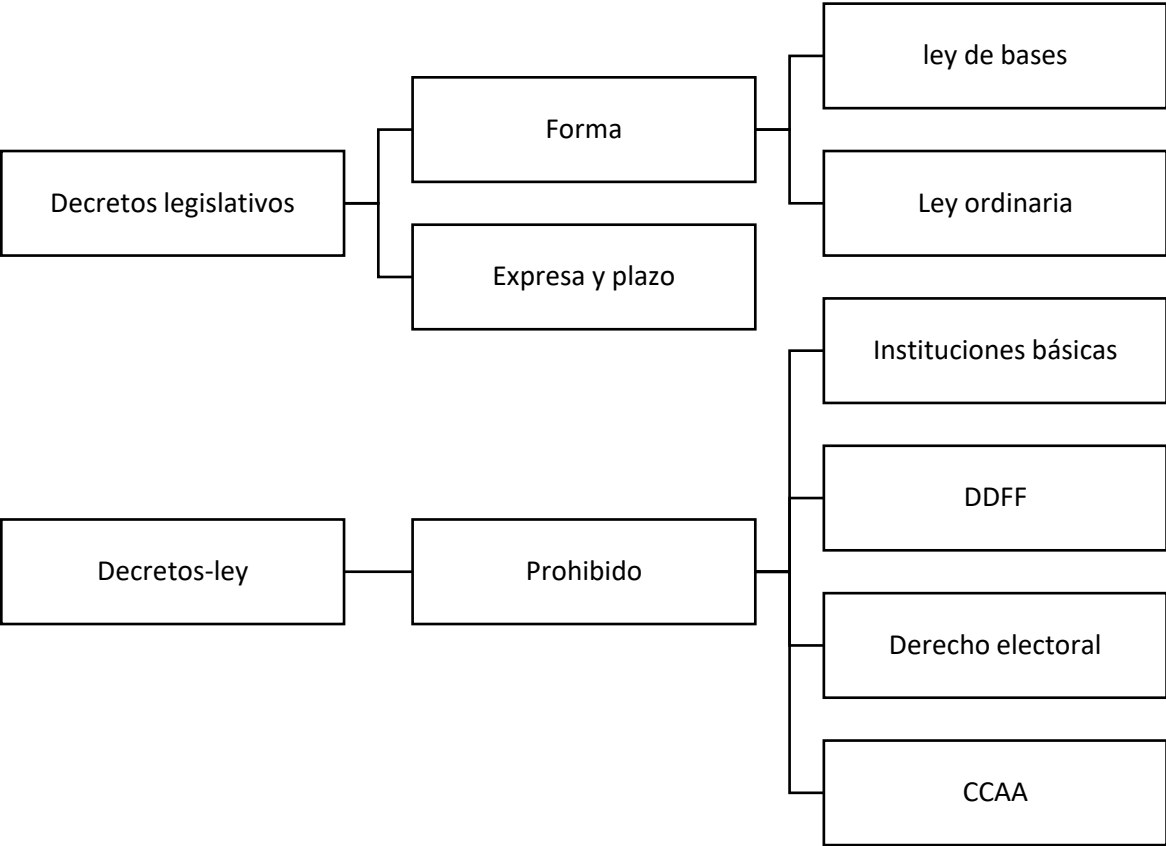 Decretos legislativos
Forma
ley de bases
Ley ordinaria
Expresa y plazo
Decretos-ley
Prohibido
Instituciones básicas
DDFF
Derecho electoral
CCAA